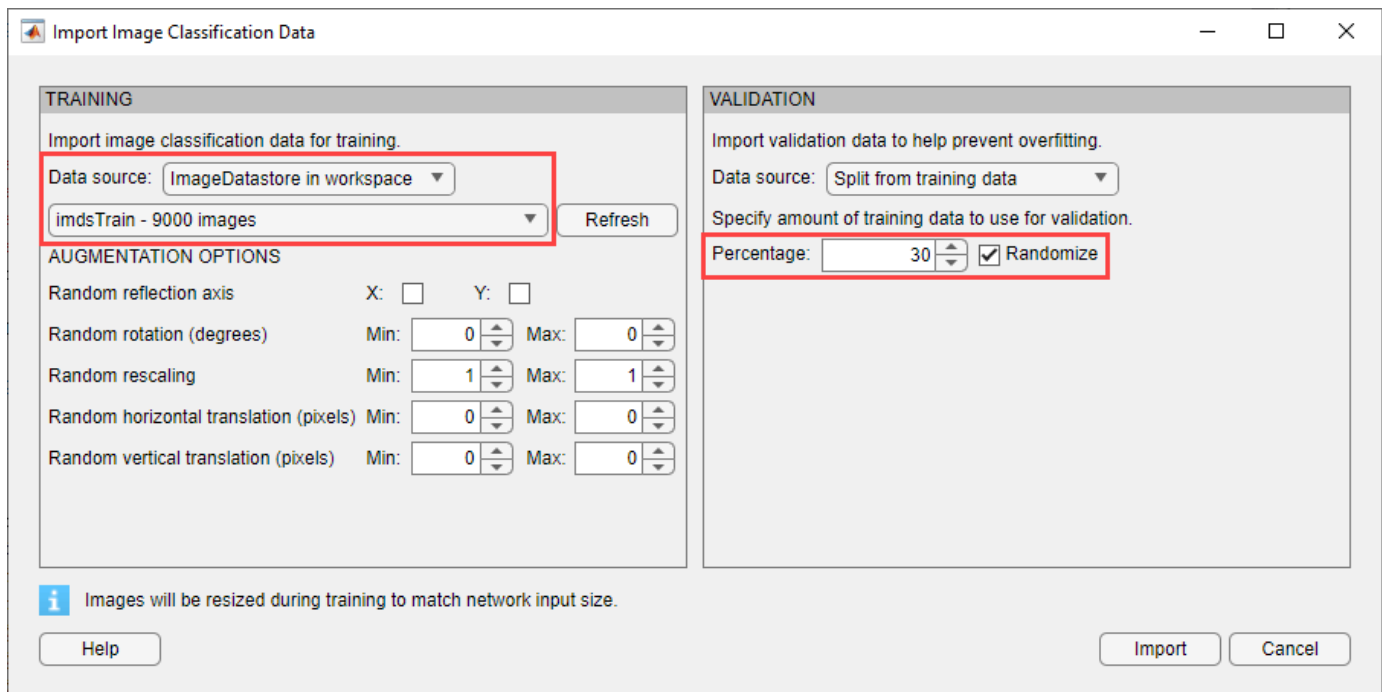 Import Image Classification Data
TRAINING
Import image classification data for training.
Data source: ImageDatastore in workspace
imdsTrain - 9000 images Refresh
AUGMENTATION OPTIONS
Random reflection axis X: Y:
Random rotation (degrees) Min: 0 Max: 0
Random rescaling Min: 1 Max: 1
Random horizontal translation (pixels) Min: 0 Max: 0
Random vertical translation (pixels) Min: 0 Max: 0
VALIDATION
Import validation data to help prevent overfitting.
Data source: Split from training data
Specify amount of training data to use for validation.
Percentage: 30 Randomize
i Images will be resized during training to match network input size.
Help Import Cancel